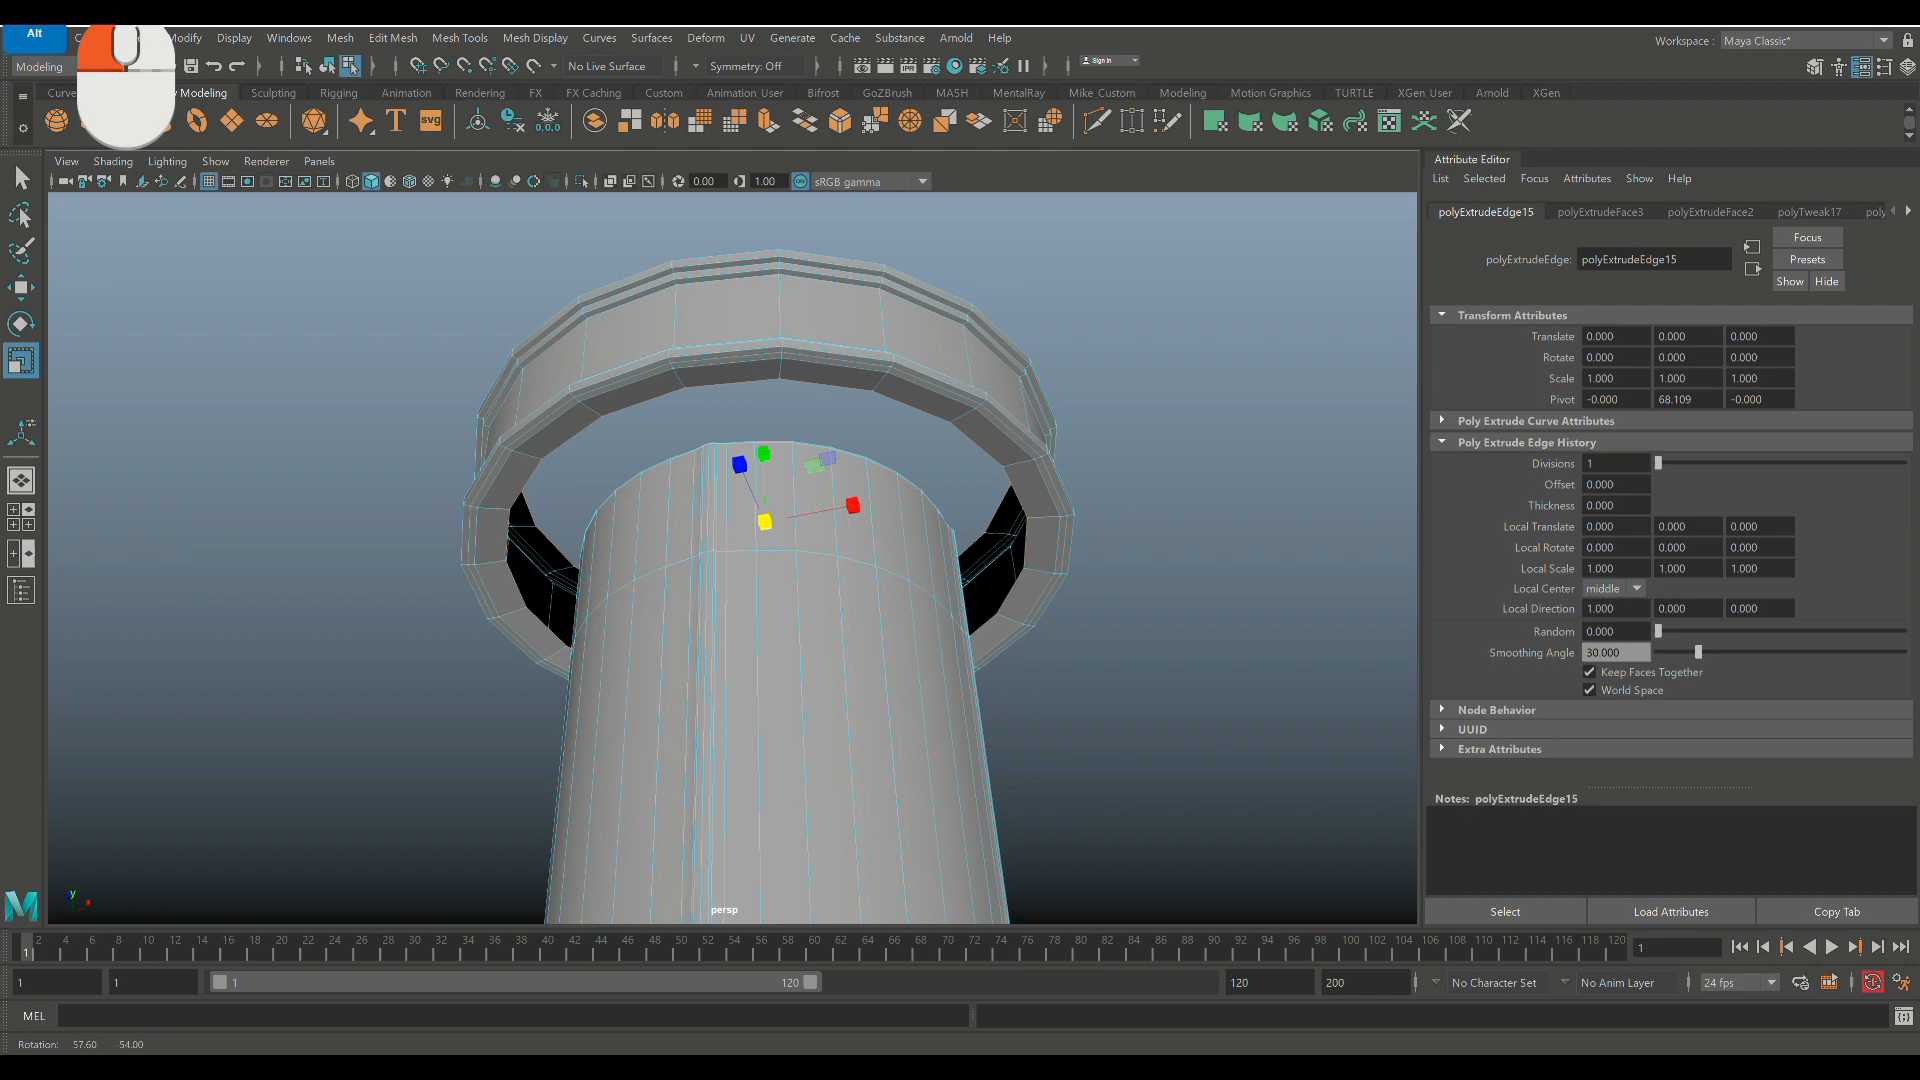 Alt
Modify Display Windows Mesh Edit Mesh Mesh Tools Mesh Display Curves Surfaces Deform UV Generate Cache Substance Arnold Help
Workspace : Maya Classic*
Modeling
No Live Surface
Symmetry: Off
Sign in
Curve
Modeling Sculpting Rigging Animation Rendering FX FX Caching Custom Animation_User Bifrost GoZBrush MASH MentalRay Mike_Custom Modeling Motion Graphics TURTLE XGen_User Arnold XGen
T svg
0,0,0
IPR
View Shading Lighting Show Renderer Panels
0.00
1.00
ON
sRGB gamma
persp
y
Attribute Editor
List Selected Focus Attributes Show Help
polyExtrudeEdge15 polyExtrudeFace3 polyExtrudeFace2 polyTweak17 poly
polyExtrudeEdge: polyExtrudeEdge15
Focus
Presets
Show Hide
Transform Attributes
Translate 0.000 0.000 0.000
Rotate 0.000 0.000 0.000
Scale 1.000 1.000 1.000
Pivot -0.000 68.109 -0.000
Poly Extrude Curve Attributes
Poly Extrude Edge History
Divisions 1
Offset 0.000
Thickness 0.000
Local Translate 0.000 0.000 0.000
Local Rotate 0.000 0.000 0.000
Local Scale 1.000 1.000 1.000
Local Center middle
Local Direction 1.000 0.000 0.000
Random 0.000
Smoothing Angle 30.000
Keep Faces Together
World Space
Node Behavior
UUID
Extra Attributes
Notes: polyExtrudeEdge15
Select Load Attributes Copy Tab
2 4 6 8 10 12 14 16 18 20 22 24 26 28 30 32 34 36 38 40 42 44 46 48 50 52 54 56 58 60 62 64 66 68 70 72 74 76 78 80 82 84 86 88 90 92 94 96 98 100 102 104 106 108 110 112 114 116 118 120
1
1
1 1 1 120 120 200 No Character Set No Anim Layer 24 fps
MEL
Rotation: -57.60 -54.00